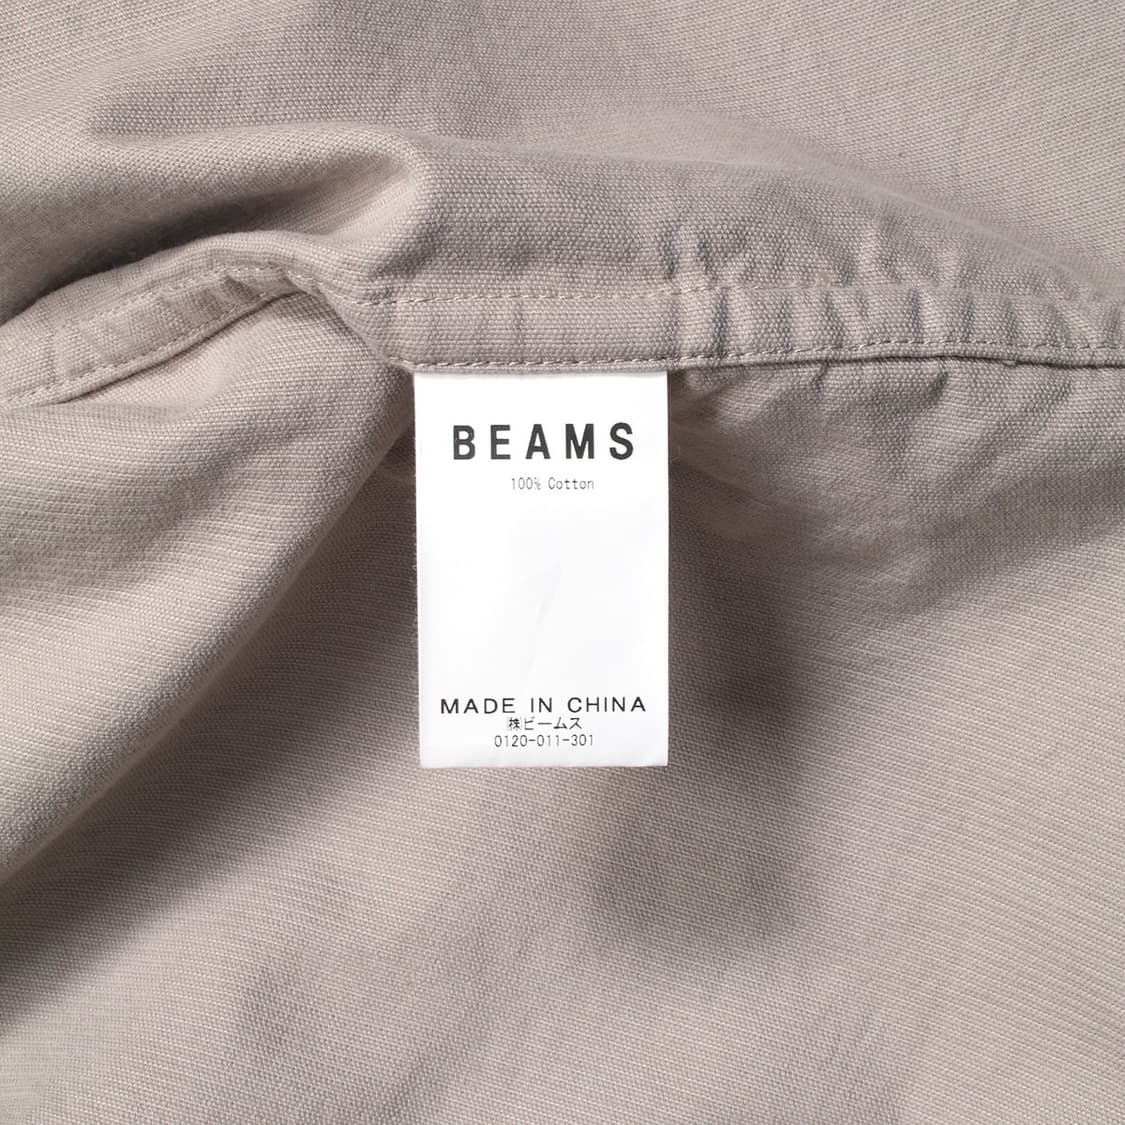 BEAMS
100% Cotton
MADE IN CHINA
㈱ビームス
0120-011-301